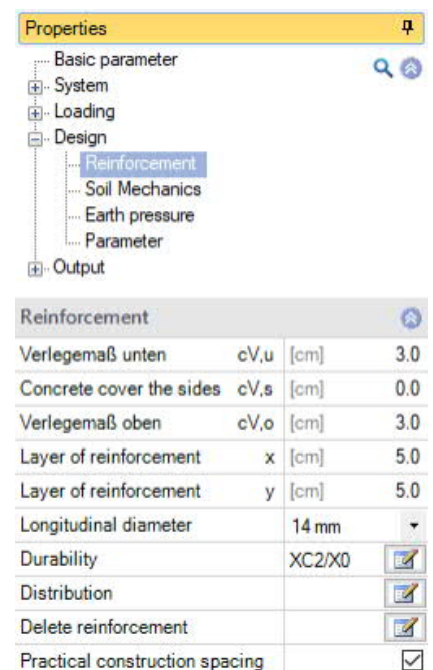 Properties
Basic parameter
System
Loading
Design
Reinforcement
Soil Mechanics
Earth pressure
Parameter
Output
Reinforcement
Verlegemaß unten cV,u [cm] 3.0
Concrete cover the sides cV,s [cm] 0.0
Verlegemaß oben cV,o [cm] 3.0
Layer of reinforcement x [cm] 5.0
Layer of reinforcement y [cm] 5.0
Longitudinal diameter 14 mm
Durability XC2/X0
Distribution
Delete reinforcement
Practical construction spacing